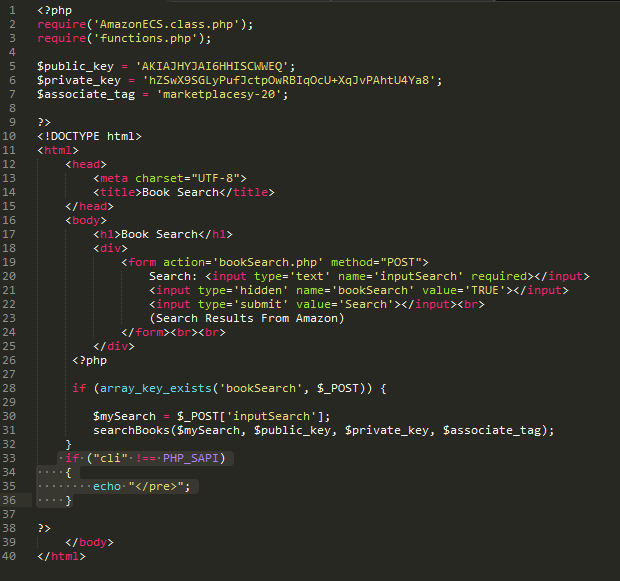 1 <?php
2 require('AmazonECS.class.php');
3 require('functions.php');
4
5 $public_key = 'AKIAJHYJAI6HHISCWWEQ';
6 $private_key = 'hZSwX9SGLyPufJctpOwRBIqOcU+XqJvPAhtU4Ya8';
7 $associate_tag = 'marketplacesy-20';
8
9 ?>
10 <!DOCTYPE html>
11 <html>
12 <head>
13 <meta charset="UTF-8">
14 <title>Book Search</title>
15 </head>
16 <body>
17 <h1>Book Search</h1>
18 <div>
19 <form action='bookSearch.php' method="POST">
20 Search: <input type='text' name='inputSearch' required></input>
21 <input type='hidden' name='bookSearch' value='TRUE'></input>
22 <input type='submit' value='Search'></input><br>
23 (Search Results From Amazon)
24 </form><br><br>
25 </div>
26 <?php
27
28 if (array_key_exists('bookSearch', $_POST)) {
29
30 $mySearch = $_POST['inputSearch'];
31 searchBooks($mySearch, $public_key, $private_key, $associate_tag);
32 }
33 if ("cli" !== PHP_SAPI)
34 {
35 echo "</pre>";
36 }
37
38 ?>
39 </body>
40 </html>